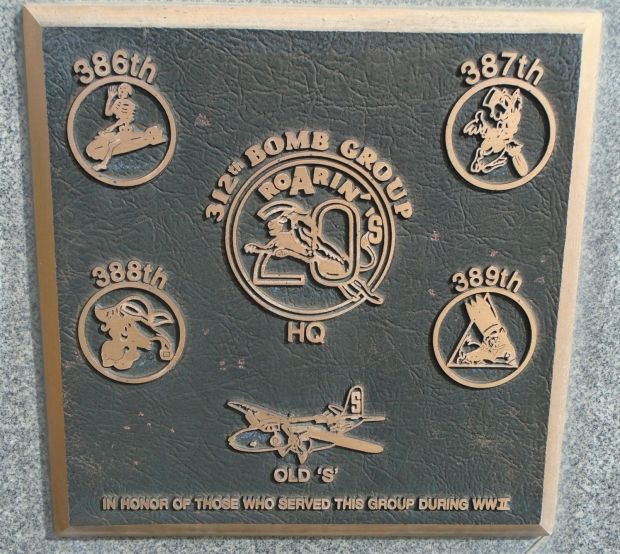 386th
387th
312TH BOMB GROUP
ROARIN' 'S
20
HQ
388th
389th
S
OLD 'S'
IN HONOR OF THOSE WHO SERVED THIS GROUP DURING WWII